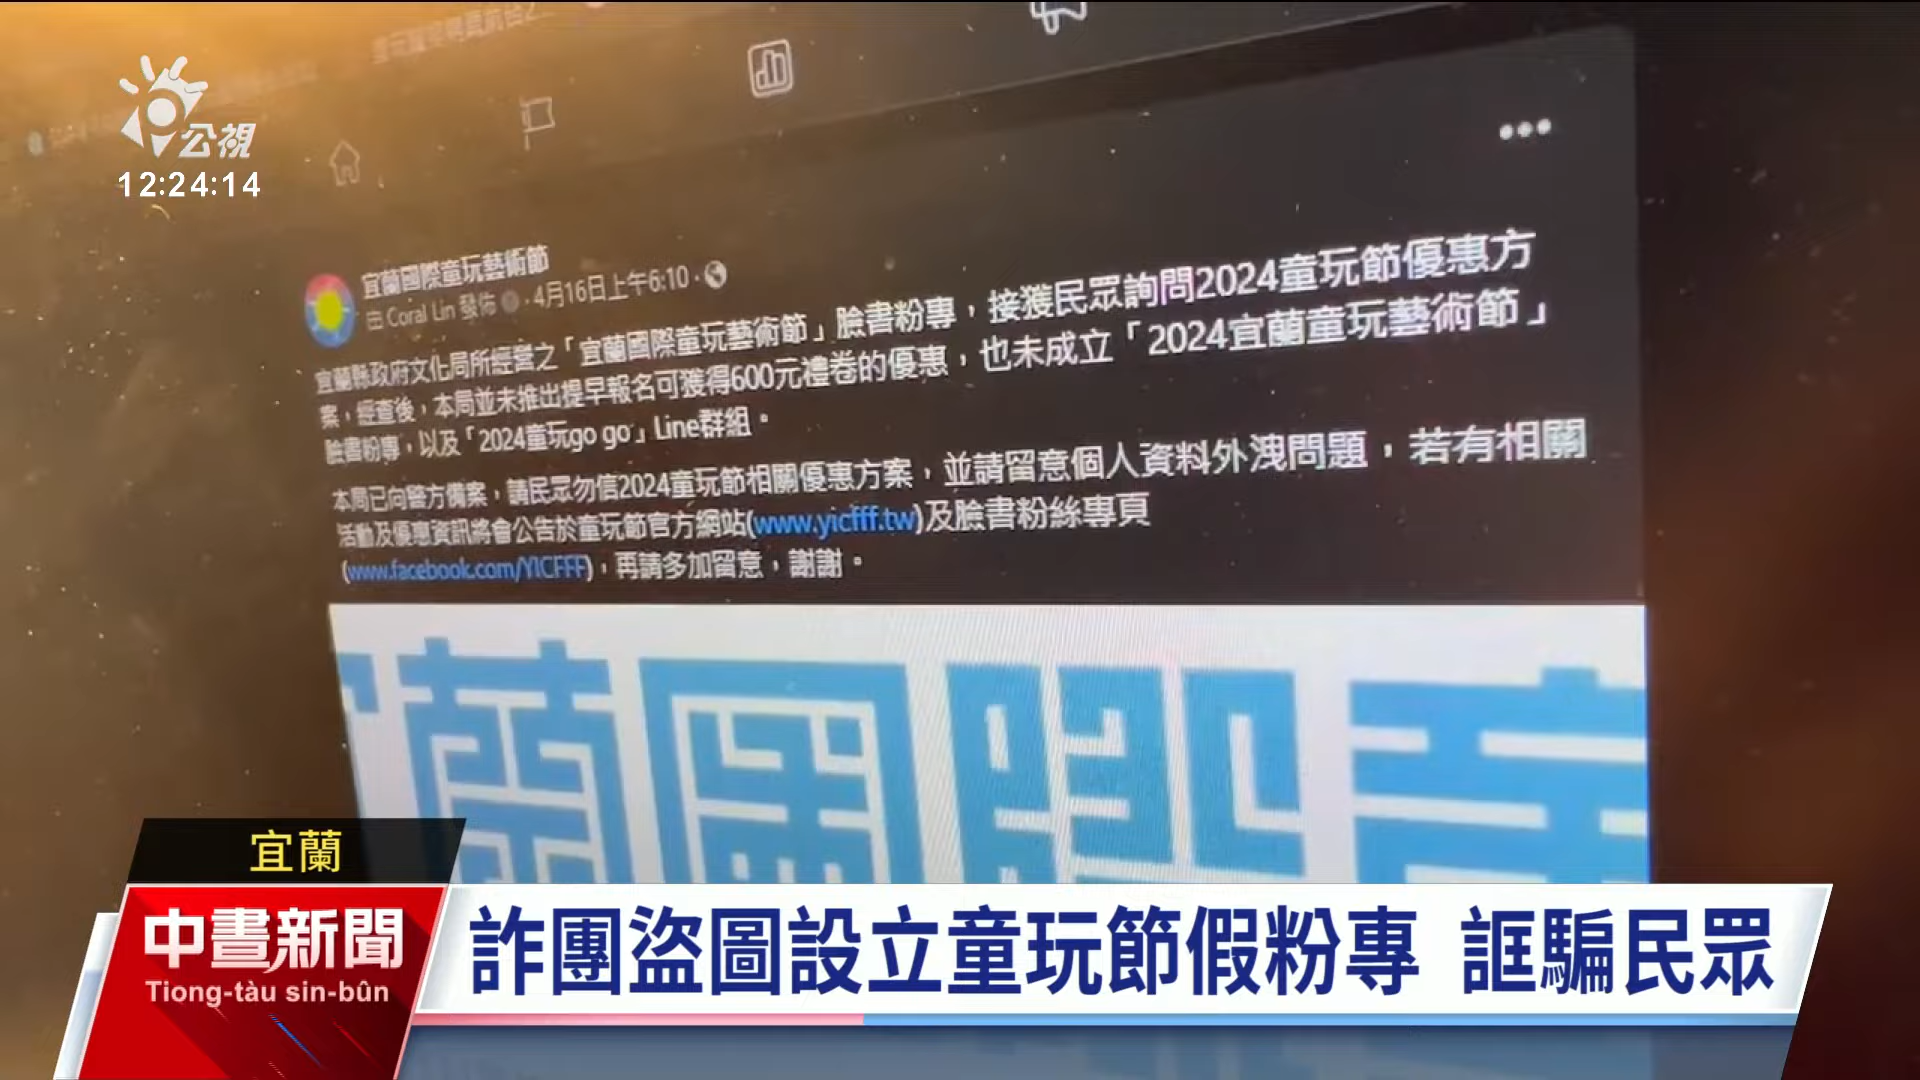 公視
12:24:14
宜蘭國際童玩藝術節
由 Coral Lin 發佈 · 4月16日上午6:10 ·
宜蘭縣政府文化局所經營之「宜蘭國際童玩藝術節」臉書粉專，接獲民眾詢問2024童玩節優惠方
案，經查後，本局並未推出提早報名可獲得600元禮卷的優惠，也未成立「2024宜蘭童玩藝術節」
臉書粉專，以及「2024童玩go go」Line群組。
本局已向警方備案，請民眾勿信2024童玩節相關優惠方案，並請留意個人資料外洩問題，若有相關
活動及優惠資訊將會公告於童玩節官方網站(www.yicfff.tw)及臉書粉絲專頁
(www.facebook.com/YICFFF)，再請多加留意，謝謝。
蘭國際童
宜蘭
中晝新聞
Tiong-tàu sin-bûn
詐團盜圖設立童玩節假粉專 誆騙民眾